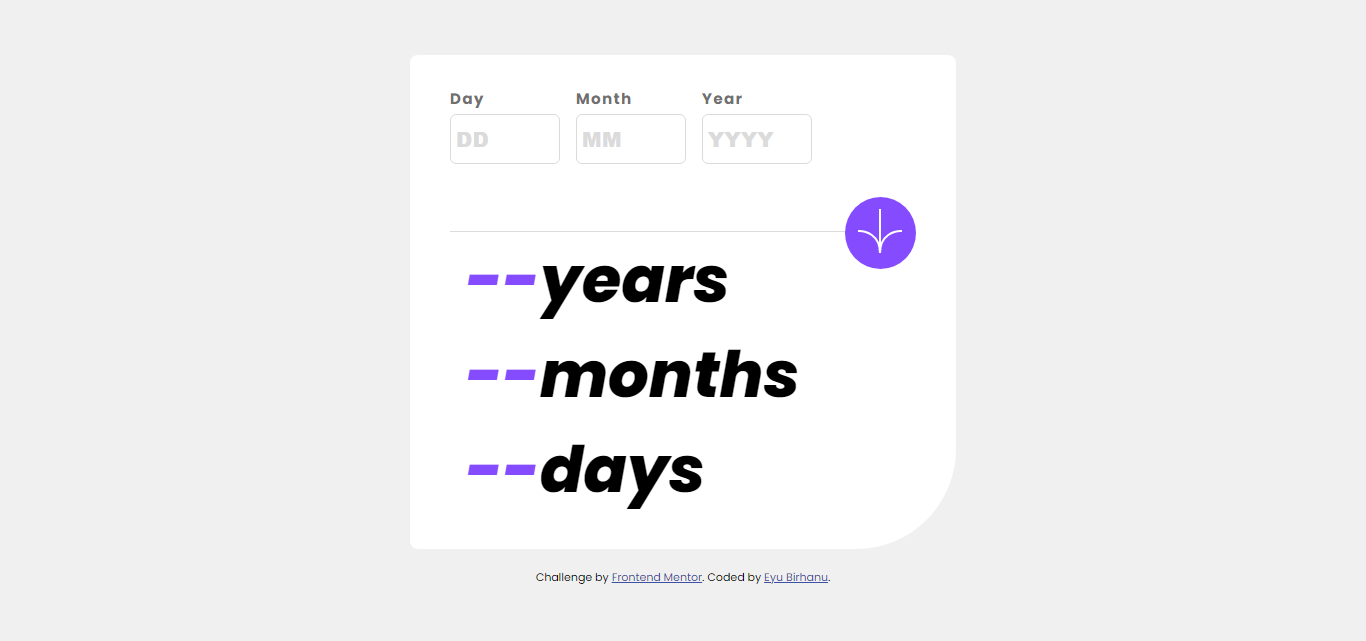 Day Month Year
DD MM YYYY
--years
--months
--days
Challenge by Frontend Mentor. Coded by Eyu Birhanu.